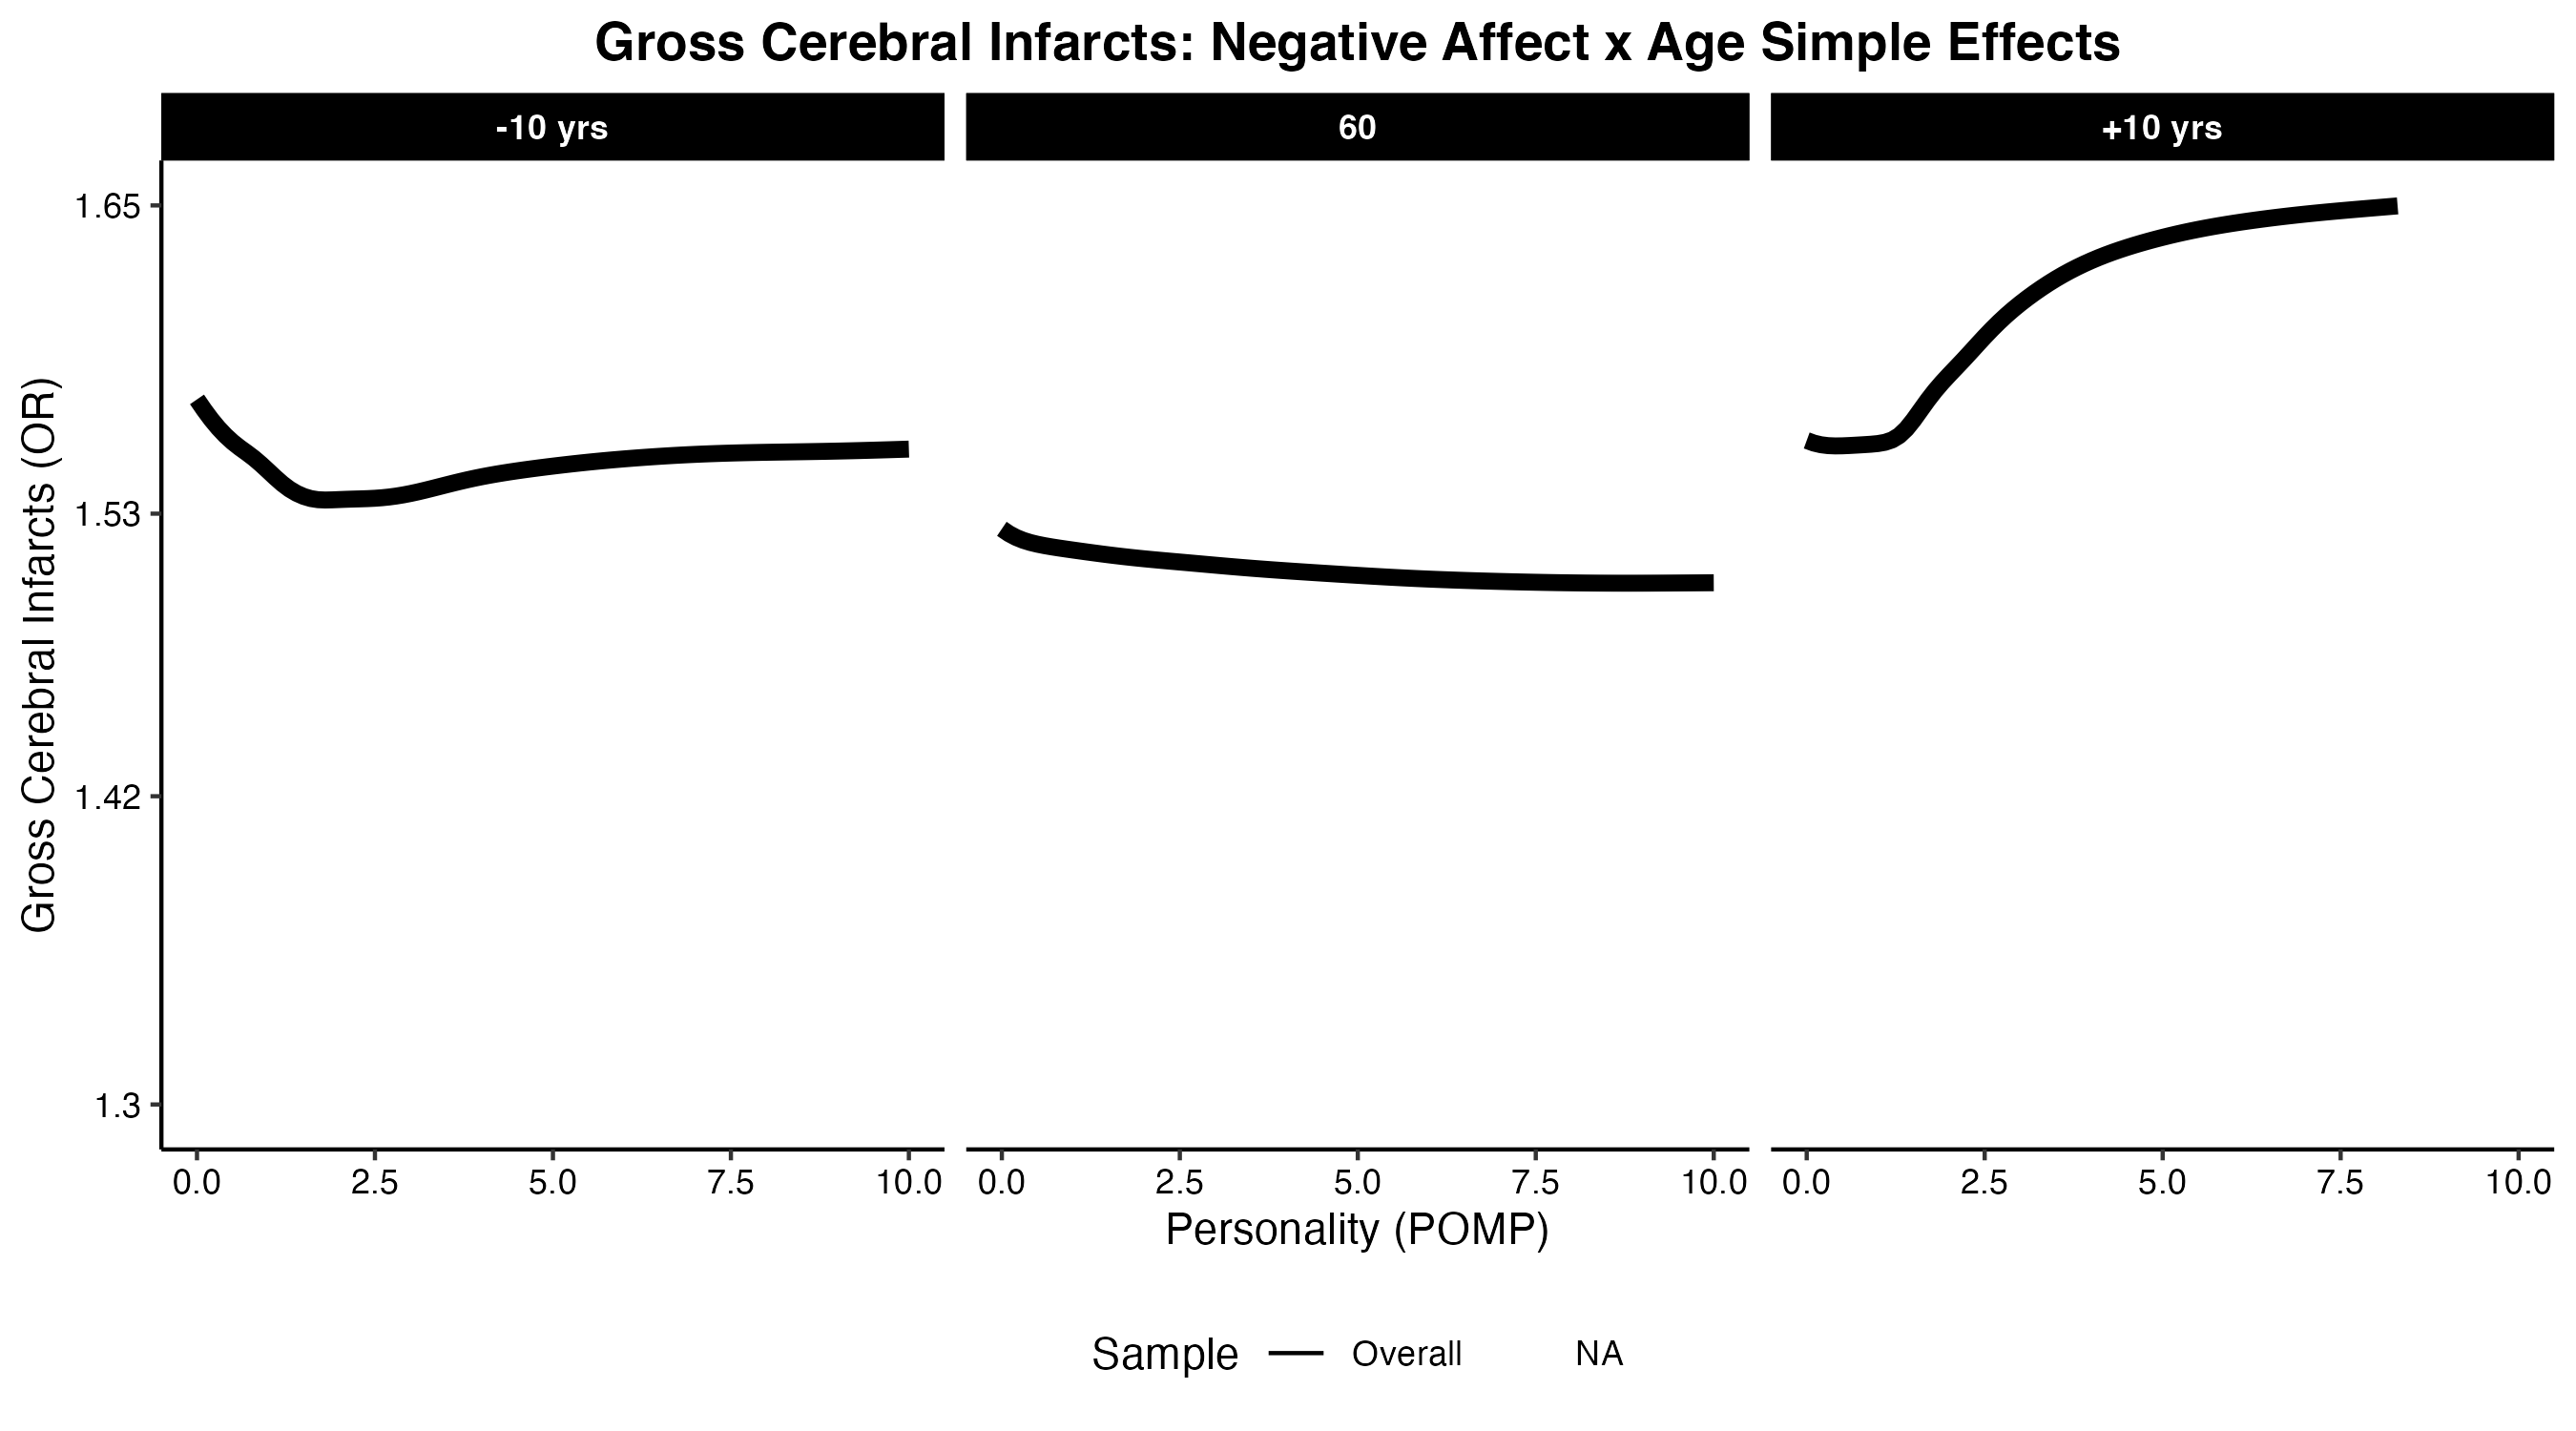 Gross Cerebral Infarcts: Negative Affect x Age Simple Effects
-10 yrs 60 +10 yrs
Gross Cerebral Infarcts (OR)
1.65
1.53
1.42
1.3
0.0 2.5 5.0 7.5 10.0 0.0 2.5 5.0 7.5 10.0 0.0 2.5 5.0 7.5 10.0
Personality (POMP)
Sample Overall NA